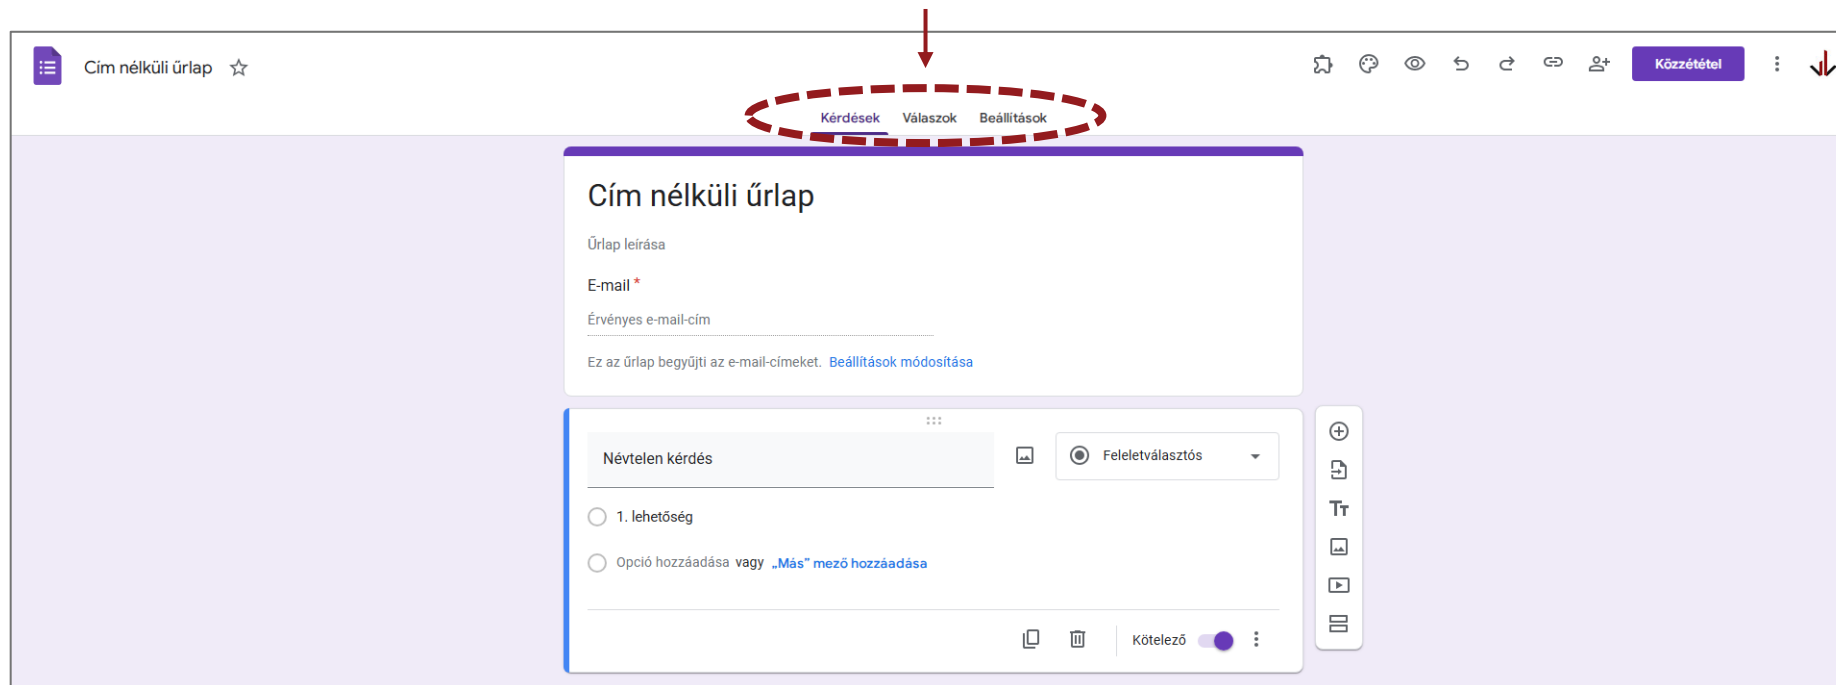 Cím nélküli űrlap
Közzététel
Kérdések Válaszok Beállítások
Cím nélküli űrlap
Űrlap leírása
E-mail *
Érvényes e-mail-cím
Ez az űrlap begyűjti az e-mail-címeket. Beállítások módosítása
Névtelen kérdés
Feleletválasztós
1. lehetőség
Opció hozzáadása vagy „Más” mező hozzáadása
Kötelező